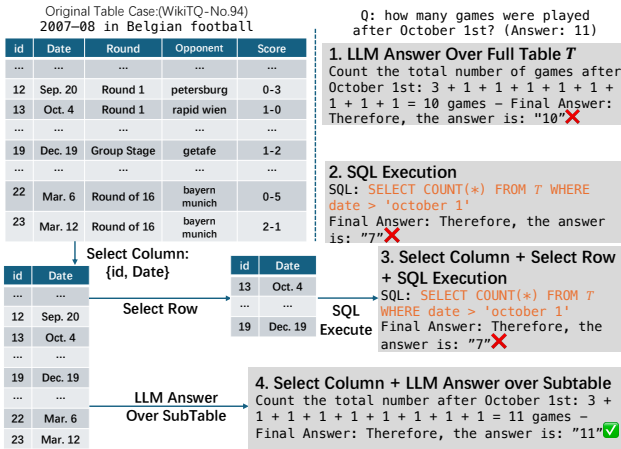 Original Table Case:(WikiTQ-No.94)
2007—08 in Belgian football
id Date Round Opponent Score
... ... ... ... ...
12 Sep. 20 Round 1 petersburg 0-3
13 Oct. 4 Round 1 rapid wien 1-0
... ... ... ... ...
19 Dec. 19 Group Stage getafe 1-2
... ... ... ... ...
22 Mar. 6 Round of 16 bayern munich 0-5
23 Mar. 12 Round of 16 bayern munich 2-1
Q: how many games were played
after October 1st? (Answer: 11)
1. LLM Answer Over Full Table T
Count the total number of games after
October 1st: 3 + 1 + 1 + 1 + 1 + 1 +
1 + 1 + 1 = 10 games – Final Answer:
Therefore, the answer is: "10"❌
2. SQL Execution
SQL: SELECT COUNT(*) FROM T WHERE
date > 'october 1'
Final Answer: Therefore, the answer
is: ”7”❌
Select Column:
{id, Date}
id Date
... ...
12 Sep. 20
13 Oct. 4
... ...
19 Dec. 19
... ...
22 Mar. 6
23 Mar. 12
Select Row
id Date
13 Oct. 4
... ...
19 Dec. 19
SQL
Execute
3. Select Column + Select Row
+ SQL Execution
SQL: SELECT COUNT(*) FROM T
WHERE date > 'october 1'
Final Answer: Therefore, the
answer is: ”7”❌
LLM Answer
Over SubTable
4. Select Column + LLM Answer over Subtable
Count the total number after October 1st: 3 +
1 + 1 + 1 + 1 + 1 + 1 + 1 + 1 = 11 games –
Final Answer: Therefore, the answer is: ”11”✅